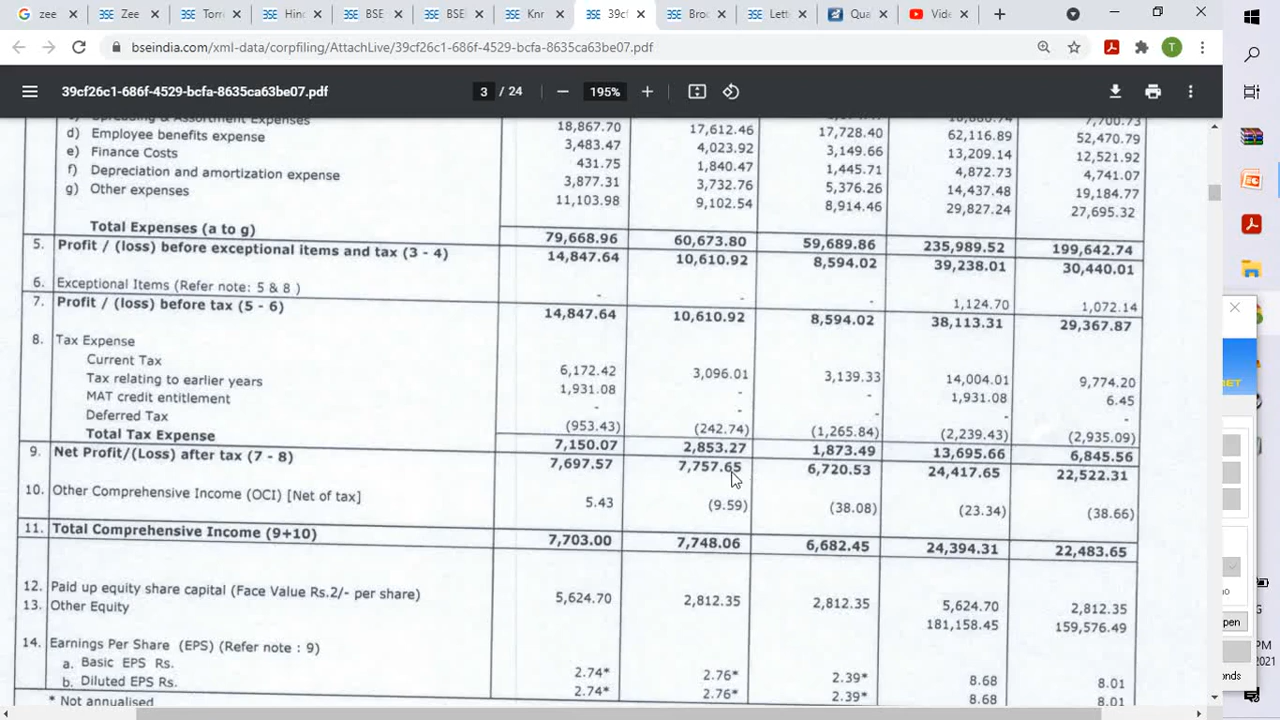 zee Zee Torr Hinc BSE BSEI Knr 39cf Broc Lett Qua Vide
bseindia.com/xml-data/corpfiling/AttachLive/39cf26c1-686f-4529-bcfa-8635ca63be07.pdf T
39cf26c1-686f-4529-bcfa-8635ca63be07.pdf 3 / 24 195%
7,700.73
d) Employee benefits expense 18,867.70 17,612.46 17,728.40 62,116.89 52,470.79
e) Finance Costs 3,483.47 4,023.92 3,149.66 13,209.14 12,521.92
f) Depreciation and amortization expense 431.75 1,840.47 1,445.71 4,872.73 4,741.07
g) Other expenses 3,877.31 3,732.76 5,376.26 14,437.48 19,184.77
11,103.98 9,102.54 8,914.46 29,827.24 27,695.32
Total Expenses (a to g) 79,668.96 60,673.80 59,689.86 235,989.52 199,642.74
5. Profit / (loss) before exceptional items and tax (3 - 4) 14,847.64 10,610.92 8,594.02 39,238.01 30,440.01
6. Exceptional Items (Refer note: 5 & 8 ) - - - 1,124.70 1,072.14
7. Profit / (loss) before tax (5 - 6) 14,847.64 10,610.92 8,594.02 38,113.31 29,367.87
8. Tax Expense
Current Tax 6,172.42 3,096.01 3,139.33 14,004.01 9,774.20
Tax relating to earlier years 1,931.08 - - 1,931.08 6.45
MAT credit entitlement - - - - -
Deferred Tax (953.43) (242.74) (1,265.84) (2,239.43) (2,935.09)
Total Tax Expense 7,150.07 2,853.27 1,873.49 13,695.66 6,845.56
9. Net Profit/(Loss) after tax (7 - 8) 7,697.57 7,757.65 6,720.53 24,417.65 22,522.31
10. Other Comprehensive Income (OCI) [Net of tax] 5.43 (9.59) (38.08) (23.34) (38.66)
11. Total Comprehensive Income (9+10) 7,703.00 7,748.06 6,682.45 24,394.31 22,483.65
12. Paid up equity share capital (Face Value Rs.2/- per share) 5,624.70 2,812.35 2,812.35 5,624.70 2,812.35
13. Other Equity 181,158.45 159,576.49
14. Earnings Per Share (EPS) (Refer note : 9)
a. Basic EPS Rs. 2.74* 2.76* 2.39* 8.68 8.01
b. Diluted EPS Rs. 2.74* 2.76* 2.39* 8.68 8.01
* Not annualised